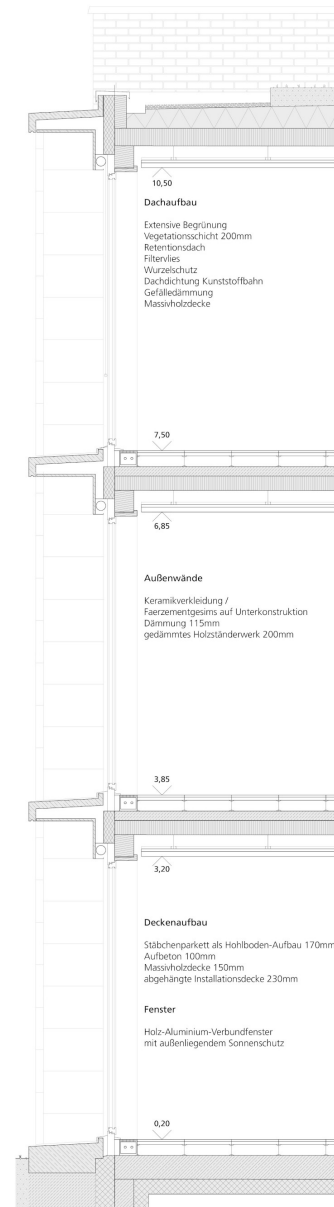 10,50
Dachaufbau
Extensive Begrünung
Vegetationsschicht 200mm
Retentionsdach
Filtervlies
Wurzelschutz
Dachdichtung Kunststoffbahn
Gefälledämmung
Massivholzdecke
7,50
6,85
Außenwände
Keramikverkleidung /
Faerzementgesims auf Unterkonstruktion
Dämmung 115mm
gedämmtes Holzständerwerk 200mm
3,85
3,20
Deckenaufbau
Stäbchenparkett als Hohlboden-Aufbau 170mm
Aufbeton 100mm
Massivholzdecke 150mm
abgehängte Installationsdecke 230mm
Fenster
Holz-Aluminium-Verbundfenster
mit außenliegendem Sonnenschutz
0,20